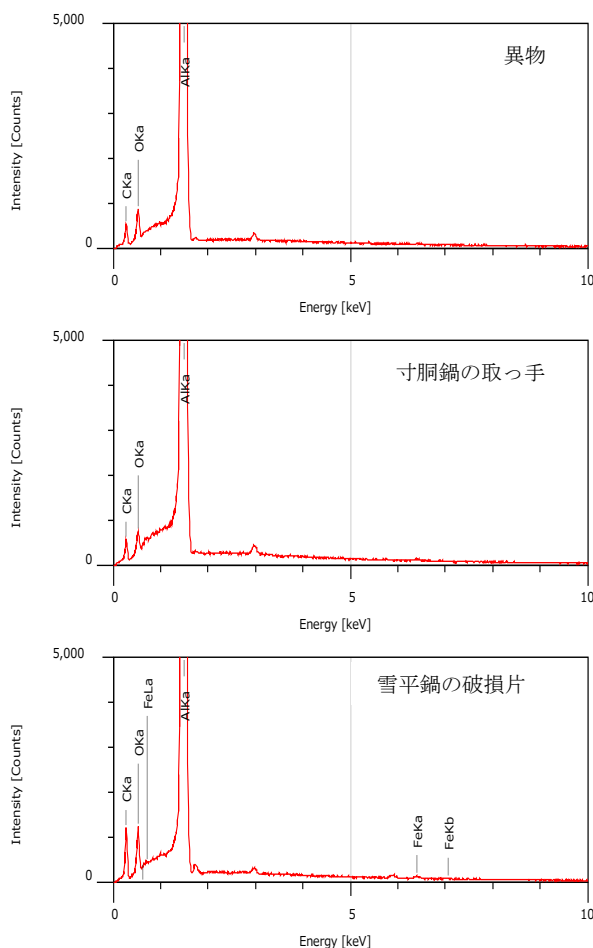 5,000
異物
AlKa
OKa
CKa
Intensity [Counts]
0
0
5
10
Energy [keV]
5,000
寸胴鍋の取っ手
AlKa
OKa
CKa
Intensity [Counts]
0
0
5
10
Energy [keV]
5,000
雪平鍋の破損片
FeLa
AlKa
OKa
CKa
FeKa
FeKb
Intensity [Counts]
0
0
5
10
Energy [keV]